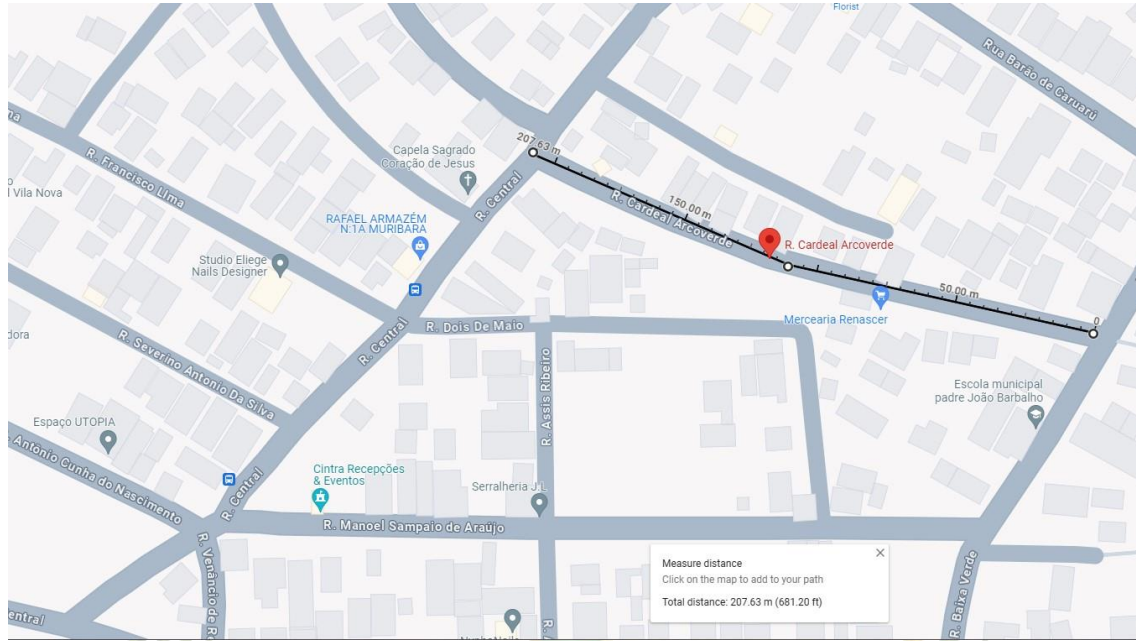 Florist
Rua Barão de Caruarú
R. Francisco Lima
l Vila Nova
Capela Sagrado
Coração de Jesus
207.63 m
R. Central
150.00 m
R. Cardeal Arcoverde
R. Cardeal Arcoverde
RAFAEL ARMAZÉM
N:1A MURIBARA
Studio Eliege
Nails Designer
50.00 m
Mercearia Renascer
0
R. Central
R. Dois De Maio
dora
R. Severino Antonio Da Silva
R. Assis Ribeiro
Escola municipal
padre João Barbalho
Espaço UTOPIA
Antônio Cunha do Nascimento
Cintra Recepções
& Eventos
Serralheria J.L
R. Central
R. Manoel Sampaio de Araújo
R. Venâncio de R
Measure distance
Click on the map to add to your path
Total distance: 207.63 m (681.20 ft)
R. Baixa Verde
entral